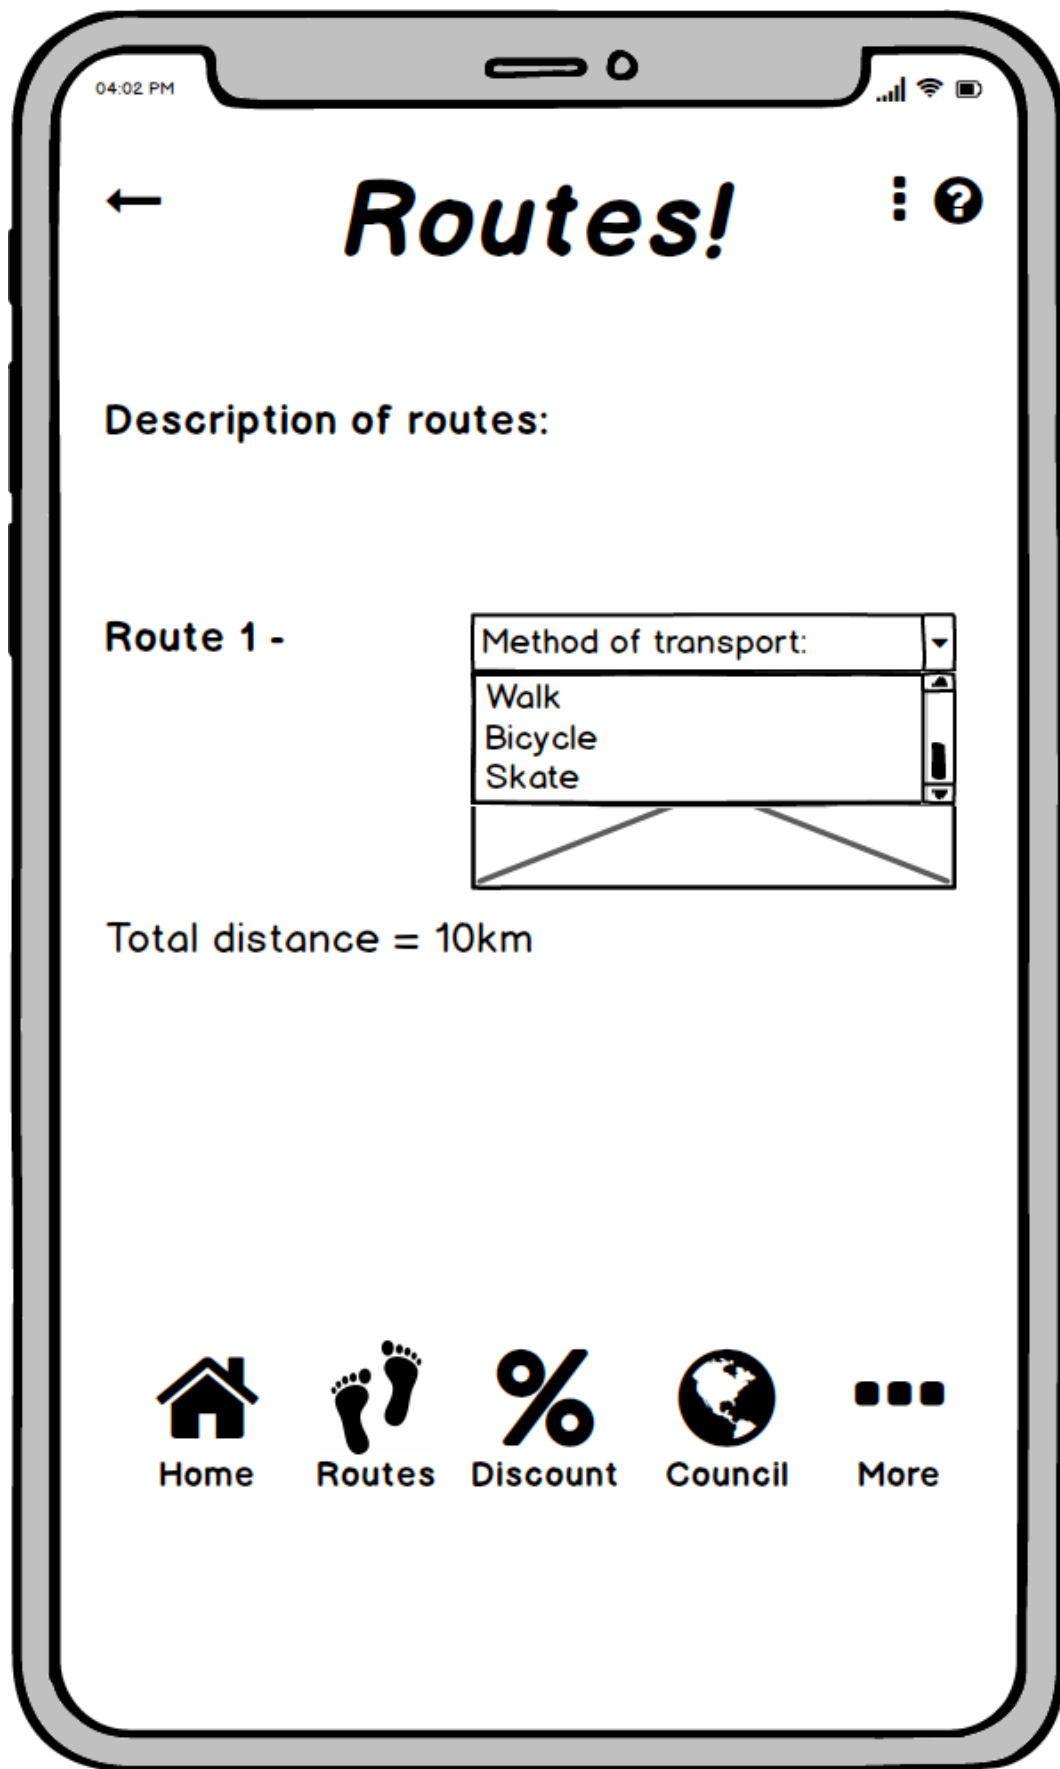 04:02 PM
Routes!
Description of routes:
Route 1 -
Method of transport:
Walk
Bicycle
Skate
Total distance = 10km
Home Routes Discount Council More